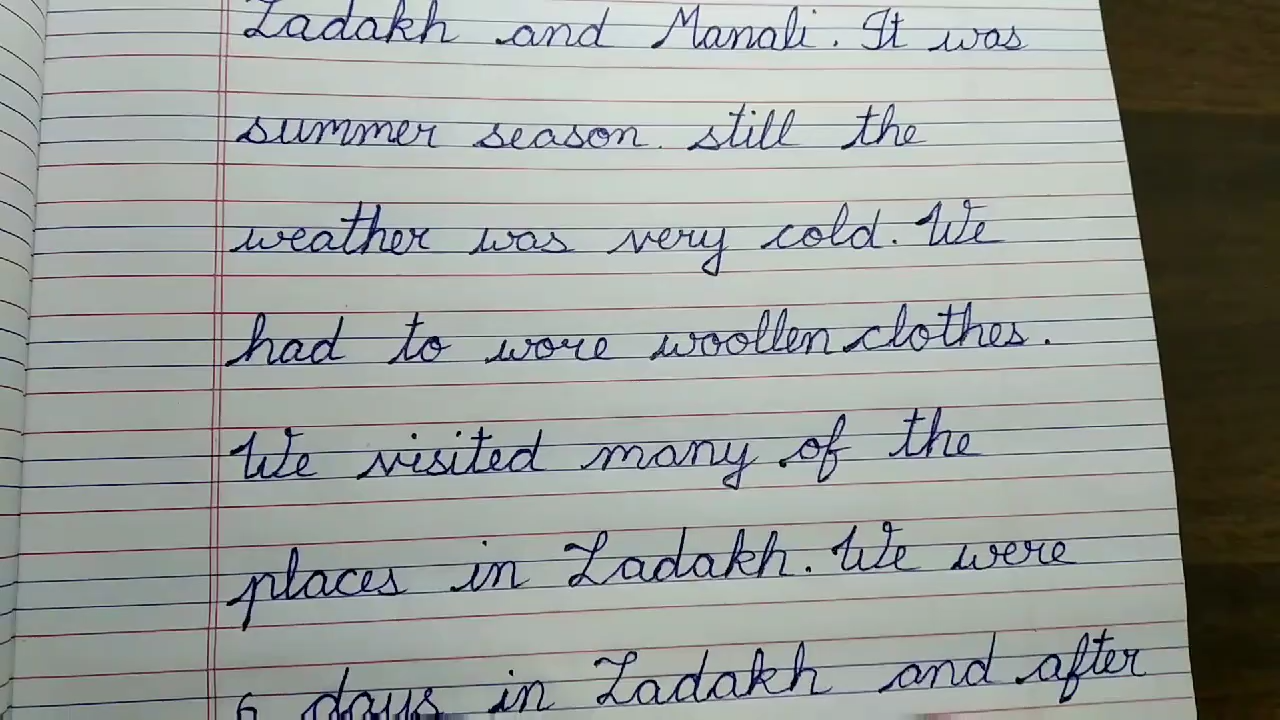 Ladakh and Manali. It was
summer season. still the
weather was very cold. We
had to wore woollen clothes.
We visited many of the
places in Ladakh. We were
6 days in Ladakh and after